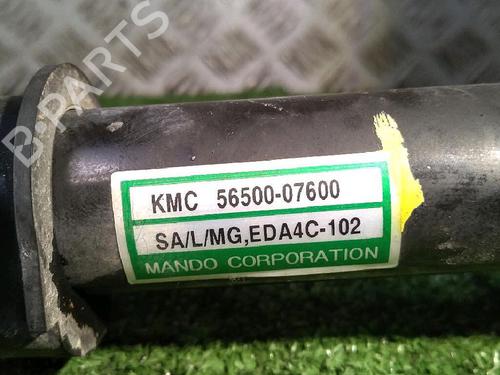 B-PARTS
KMC 56500-07600
SA/L/MG,EDA4C-102
MANDO CORPORATION